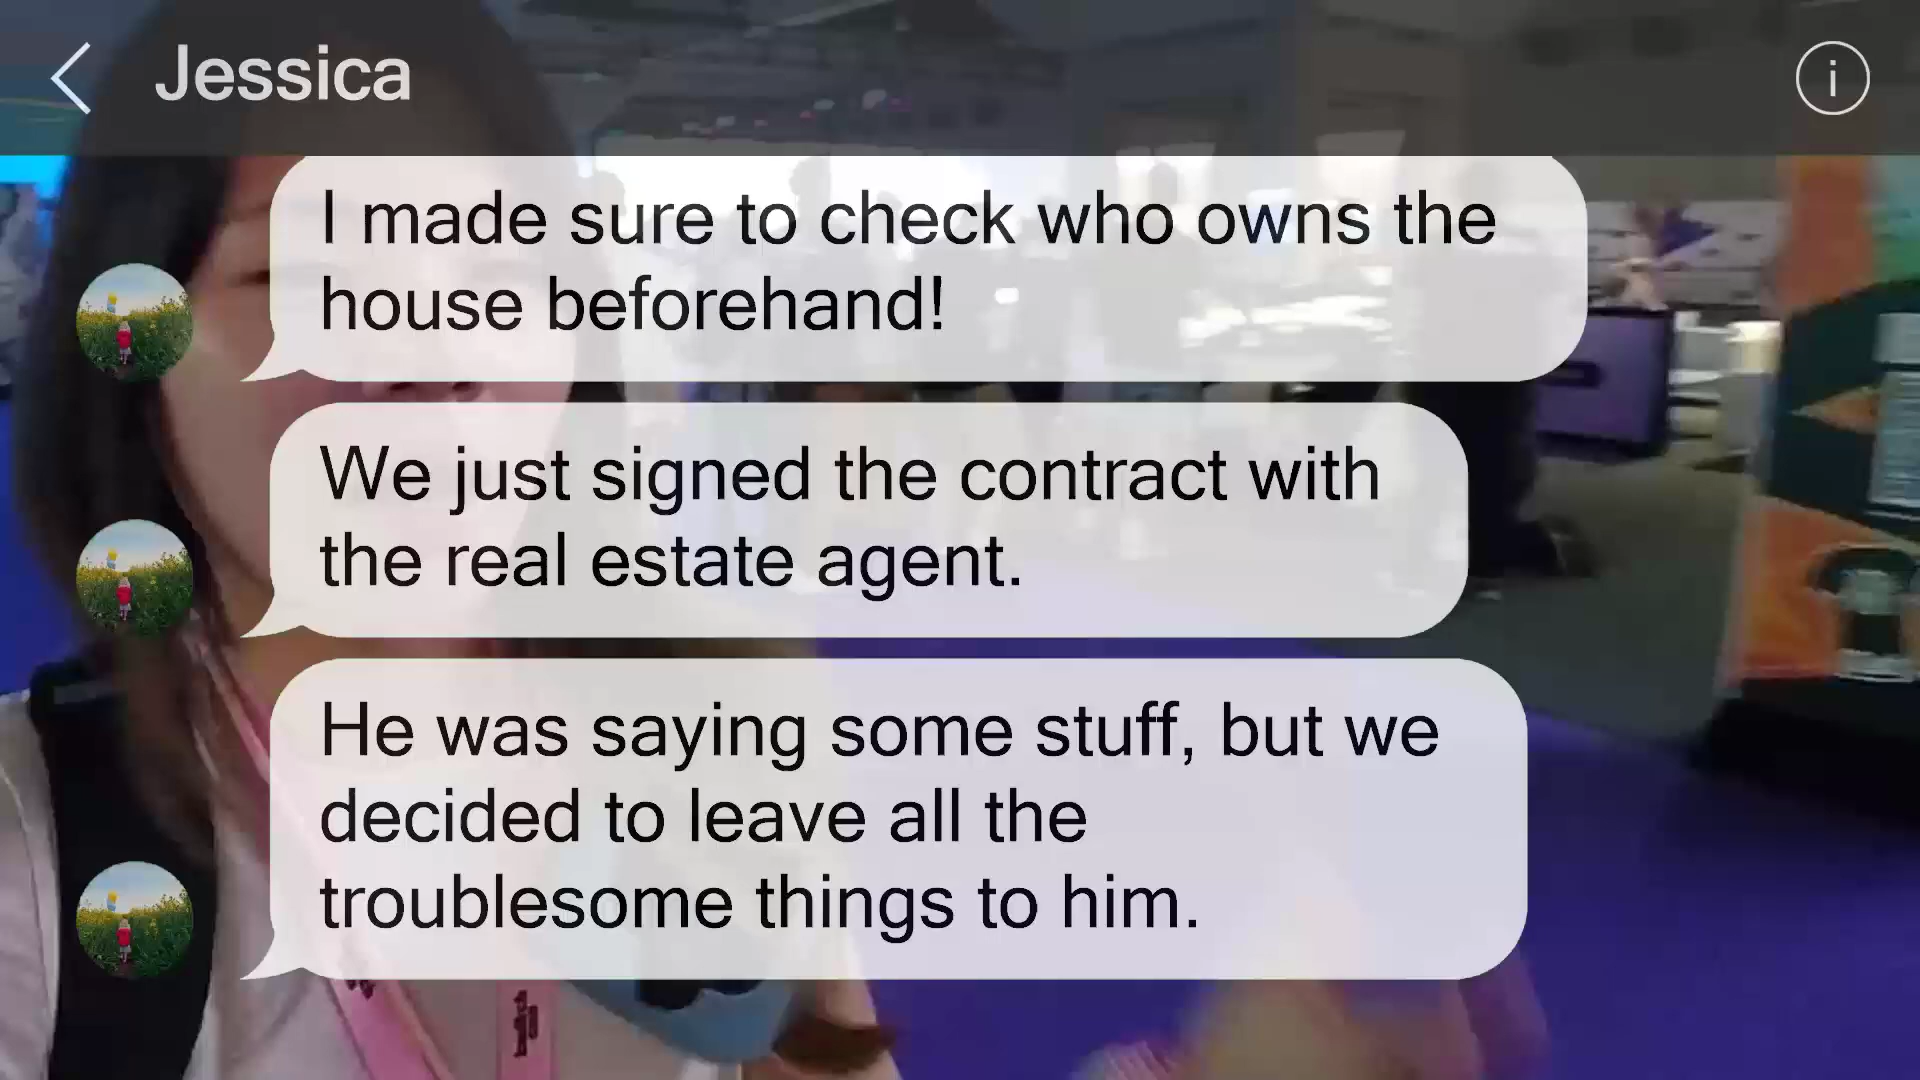 Jessica
I made sure to check who owns the
house beforehand!
We just signed the contract with
the real estate agent.
He was saying some stuff, but we
decided to leave all the
troublesome things to him.